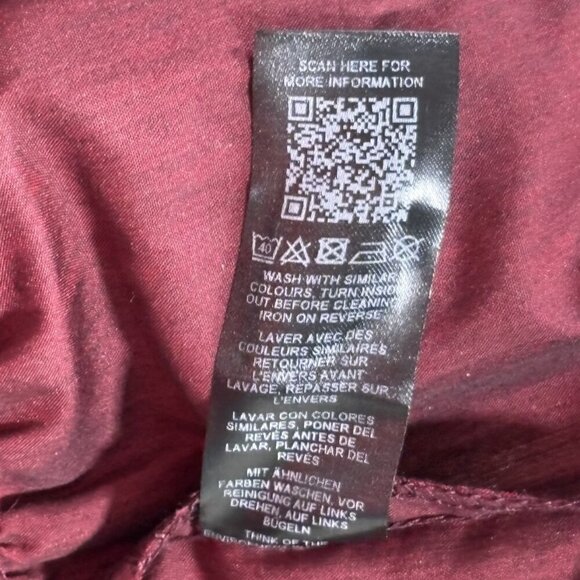 SCAN HERE FOR
MORE INFORMATION
40
WASH WITH SIMILAR
COLOURS, TURN INSIDE
OUT BEFORE CLEANING
IRON ON REVERSE
LAVER AVEC DES
COULEURS SIMILAIRES
RETOURNER SUR
L'ENVERS AVANT
LAVAGE, REPASSER SUR
L'ENVERS
LAVAR CON COLORES
SIMILARES, PONER DEL
REVÉS ANTES DE
LAVAR, PLANCHAR DEL
REVÉS
MIT ÄHNLICHEN
FARBEN WASCHEN, VOR
REINIGUNG AUF LINKS
DREHEN, AUF LINKS
BÜGELN
THINK OF THE